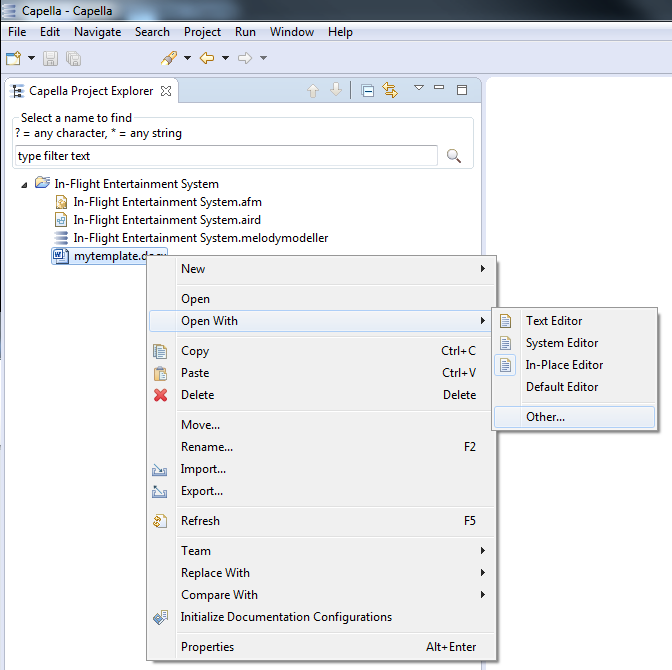 Capella - Capella
File Edit Navigate Search Project Run Window Help
Capella Project Explorer
Select a name to find
? = any character, * = any string
type filter text
In-Flight Entertainment System
In-Flight Entertainment System.afm
In-Flight Entertainment System.aird
In-Flight Entertainment System.melodymodeller
mytemplate.docx
New
Open
Open With
Copy Ctrl+C
Paste Ctrl+V
Delete Delete
Move...
Rename... F2
Import...
Export...
Refresh F5
Team
Replace With
Compare With
Initialize Documentation Configurations
Properties Alt+Enter
Text Editor
System Editor
In-Place Editor
Default Editor
Other...